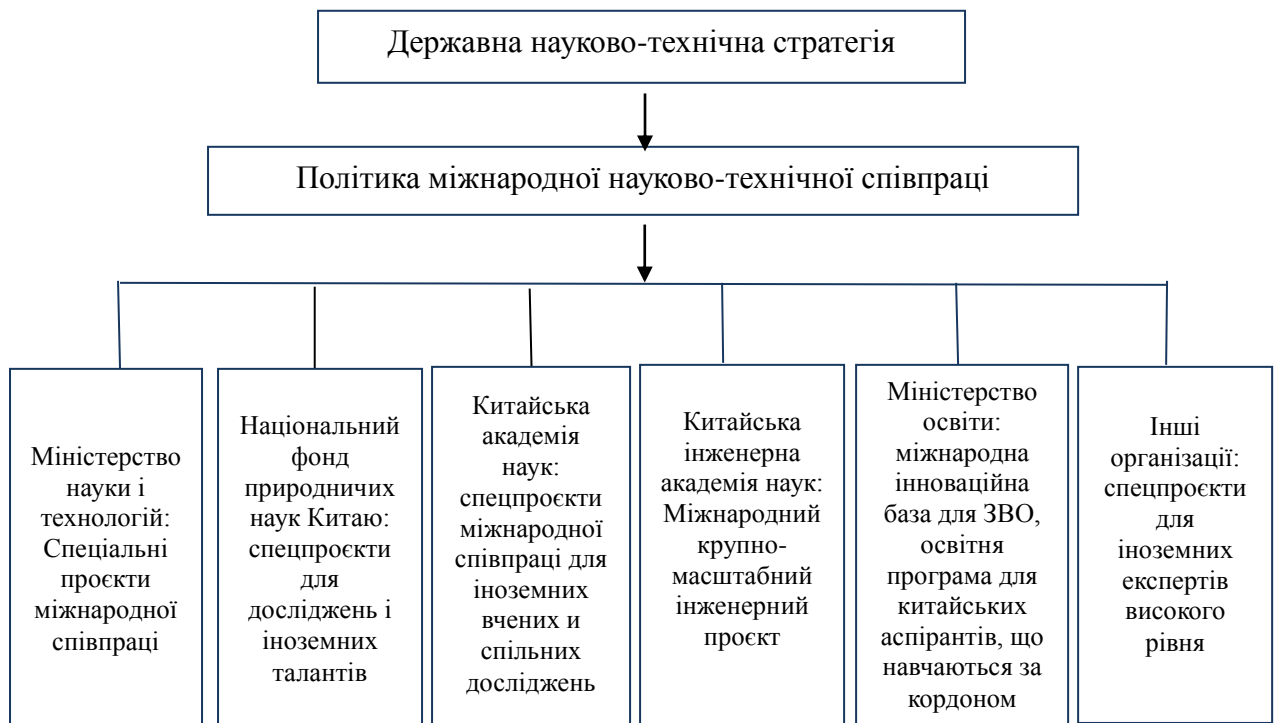 Державна науково-технічна стратегія
Політика міжнародної науково-технічної співпраці
Міністерство
науки і
технологій:
Спеціальні
проєкти
міжнародної
співпраці
Національний
фонд
природничих
наук Китаю:
спецпроєкти
для
досліджень і
іноземних
талантів
Китайська
академія
наук:
спецпроєкти
міжнародної
співпраці для
іноземних
вчених и
спільних
досліджень
Китайська
інженерна
академія наук:
Міжнародний
крупно-
масштабний
інженерний
проєкт
Міністерство
освіти:
міжнародна
інноваційна
база для ЗВО,
освітня
програма для
китайських
аспірантів, що
навчаються за
кордоном
Інші
організації:
спецпроєкти
для
іноземних
експертів
високого
рівня